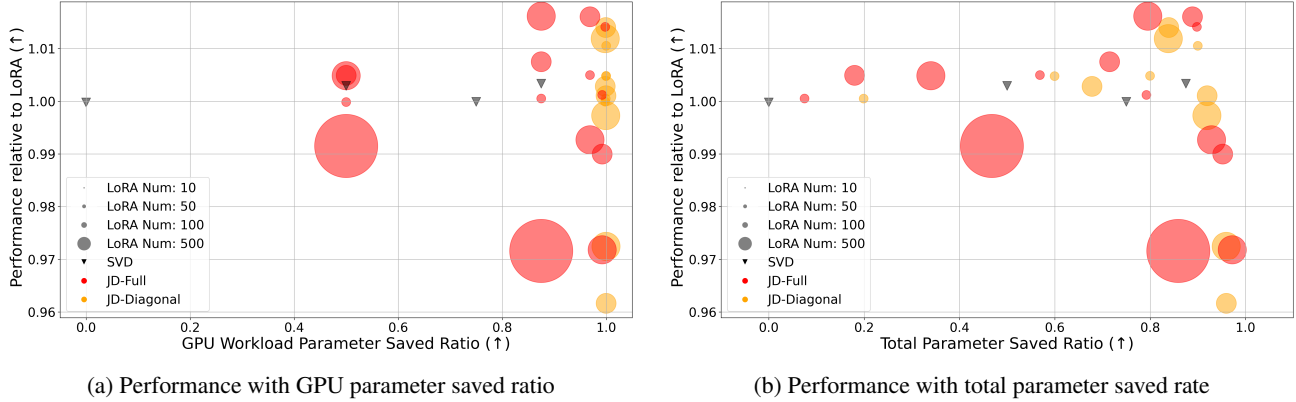 Performance relative to LoRA (↑)
1.01
1.00
0.99
0.98
0.97
0.96
LoRA Num: 10
LoRA Num: 50
LoRA Num: 100
LoRA Num: 500
SVD
JD-Full
JD-Diagonal
0.0 0.2 0.4 0.6 0.8 1.0
GPU Workload Parameter Saved Ratio (↑)
(a) Performance with GPU parameter saved ratio
Performance relative to LoRA (↑)
1.01
1.00
0.99
0.98
0.97
0.96
LoRA Num: 10
LoRA Num: 50
LoRA Num: 100
LoRA Num: 500
SVD
JD-Full
JD-Diagonal
0.0 0.2 0.4 0.6 0.8 1.0
Total Parameter Saved Ratio (↑)
(b) Performance with total parameter saved rate